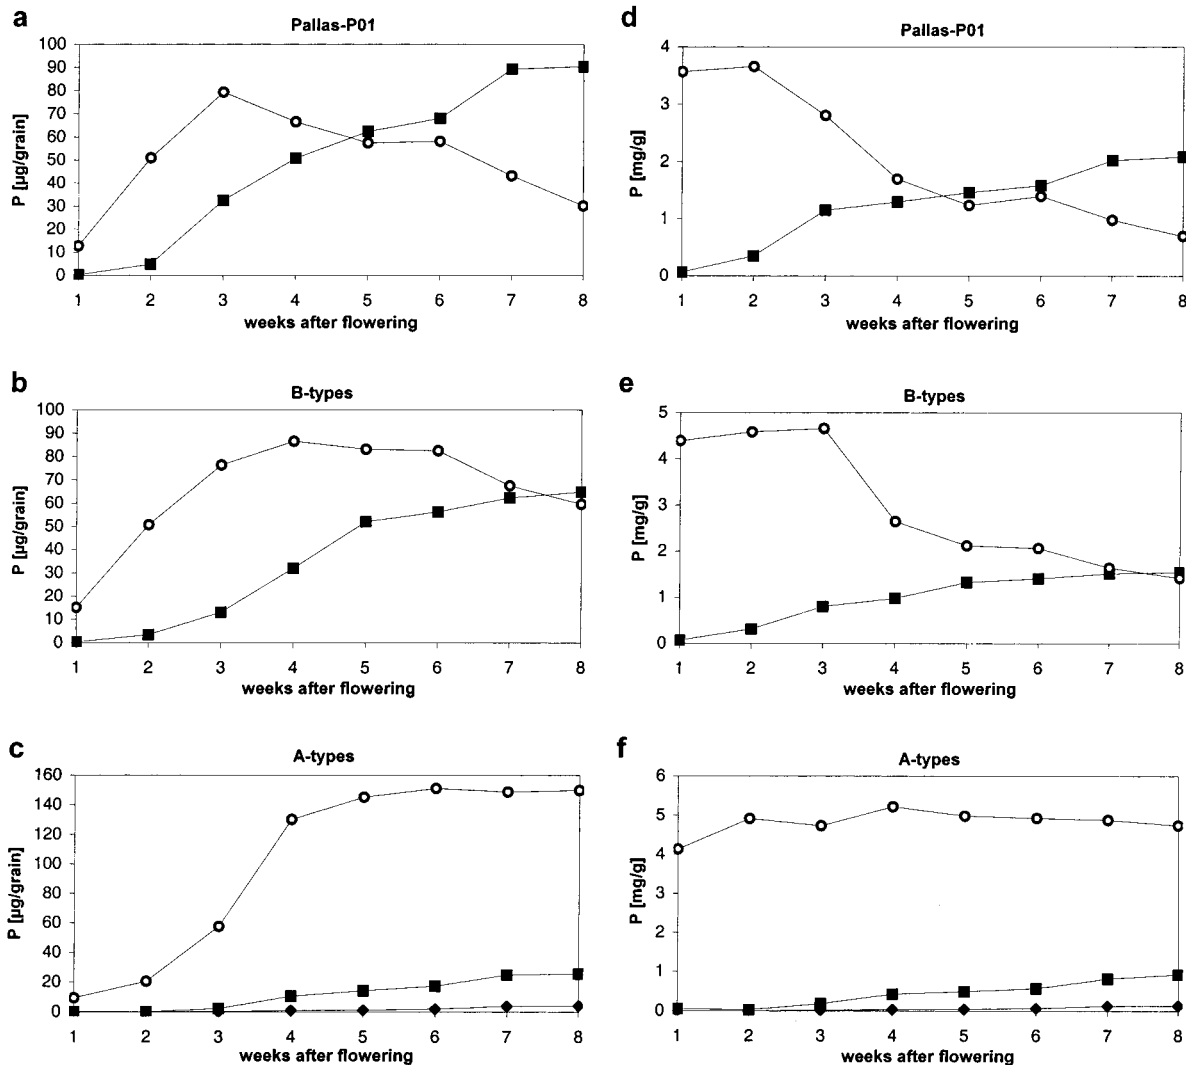 a
Pallas-P01
P [µg/grain]
100
90
80
70
60
50
40
30
20
10
0
1 2 3 4 5 6 7 8
weeks after flowering
d
Pallas-P01
P [mg/g]
4
3
2
1
0
1 2 3 4 5 6 7 8
weeks after flowering
b
B-types
P [µg/grain]
100
90
80
70
60
50
40
30
20
10
0
1 2 3 4 5 6 7 8
weeks after flowering
e
B-types
P [mg/g]
5
4
3
2
1
0
1 2 3 4 5 6 7 8
weeks after flowering
c
A-types
P [µg/grain]
160
140
120
100
80
60
40
20
0
1 2 3 4 5 6 7 8
weeks after flowering
f
A-types
P [mg/g]
6
5
4
3
2
1
0
1 2 3 4 5 6 7 8
weeks after flowering